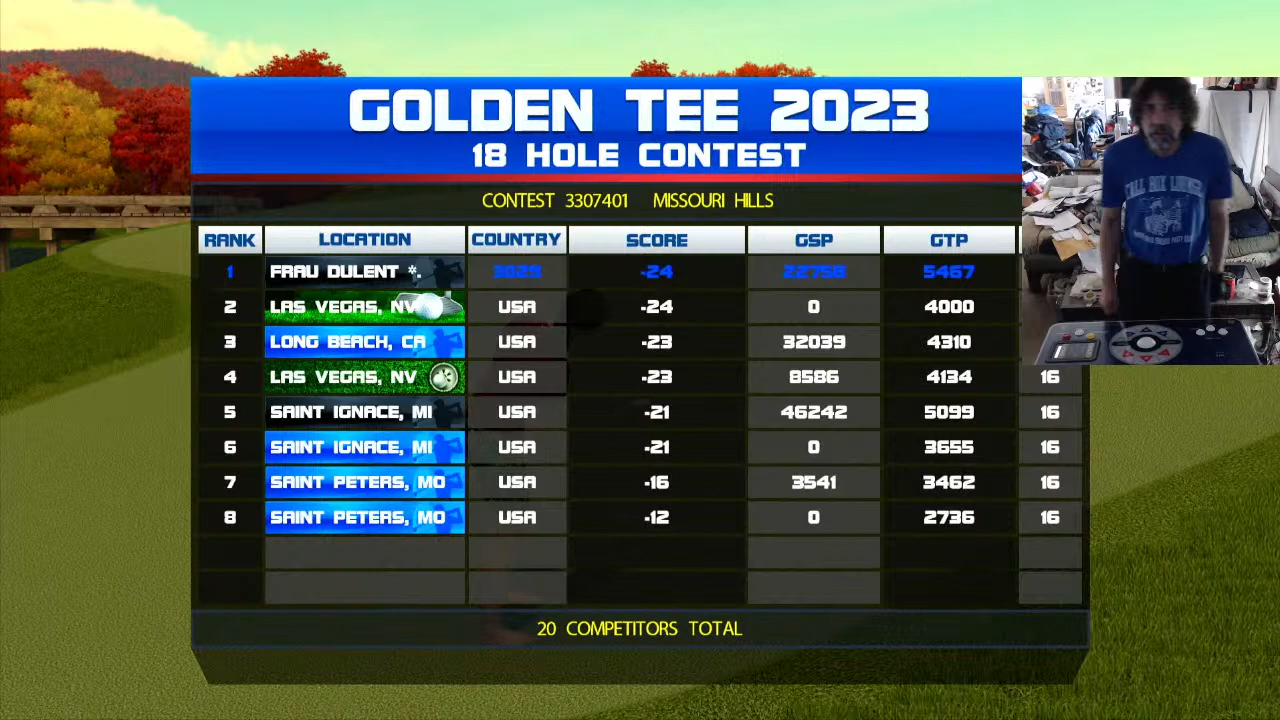 GOLDEN TEE 2023
18 HOLE CONTEST
CONTEST 3307401 MISSOURI HILLS
RANK LOCATION COUNTRY SCORE GSP GTP
1 FRAU DULENT *. 3029 -24 22758 5467
2 LAS VEGAS, NV USA -24 0 4000
3 LONG BEACH, CA USA -23 32039 4310
4 LAS VEGAS, NV USA -23 8586 4134 16
5 SAINT IGNACE, MI USA -21 46242 5099 16
6 SAINT IGNACE, MI USA -21 0 3655 16
7 SAINT PETERS, MO USA -16 3541 3462 16
8 SAINT PETERS, MO USA -12 0 2736 16
20 COMPETITORS TOTAL